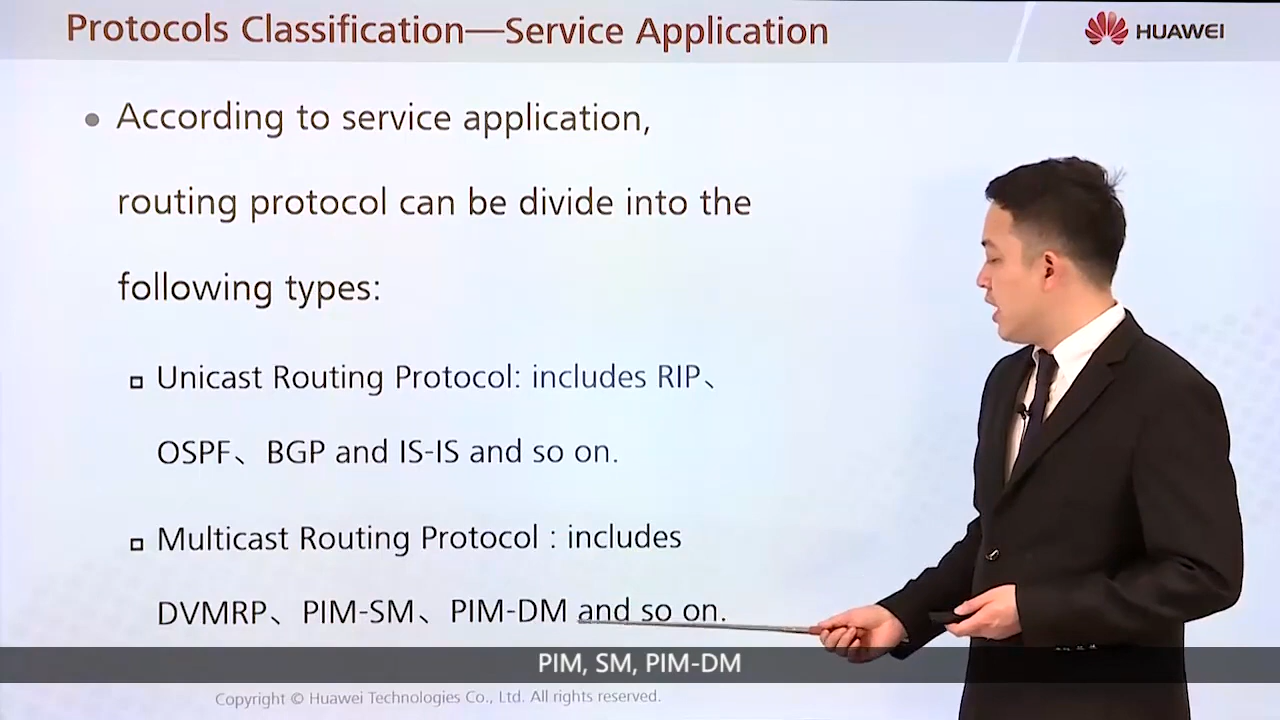 Protocols Classification—Service Application
HUAWEI
According to service application,
routing protocol can be divide into the
following types:
Unicast Routing Protocol: includes RIP、
OSPF、 BGP and IS-IS and so on.
Multicast Routing Protocol : includes
DVMRP、PIM-SM、PIM-DM and so on.
PIM, SM, PIM-DM
Copyright © Huawei Technologies Co., Ltd. All rights reserved.